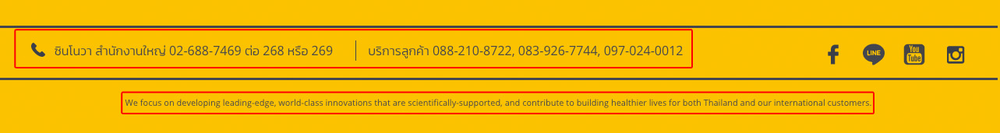 ซินโนวา สำนักงานใหญ่ 02-688-7469 ต่อ 268 หรือ 269 บริการลูกค้า 088-210-8722, 083-926-7744, 097-024-0012
LINE
You
Tube
We focus on developing leading-edge, world-class innovations that are scientifically-supported, and contribute to building healthier lives for both Thailand and our international customers.